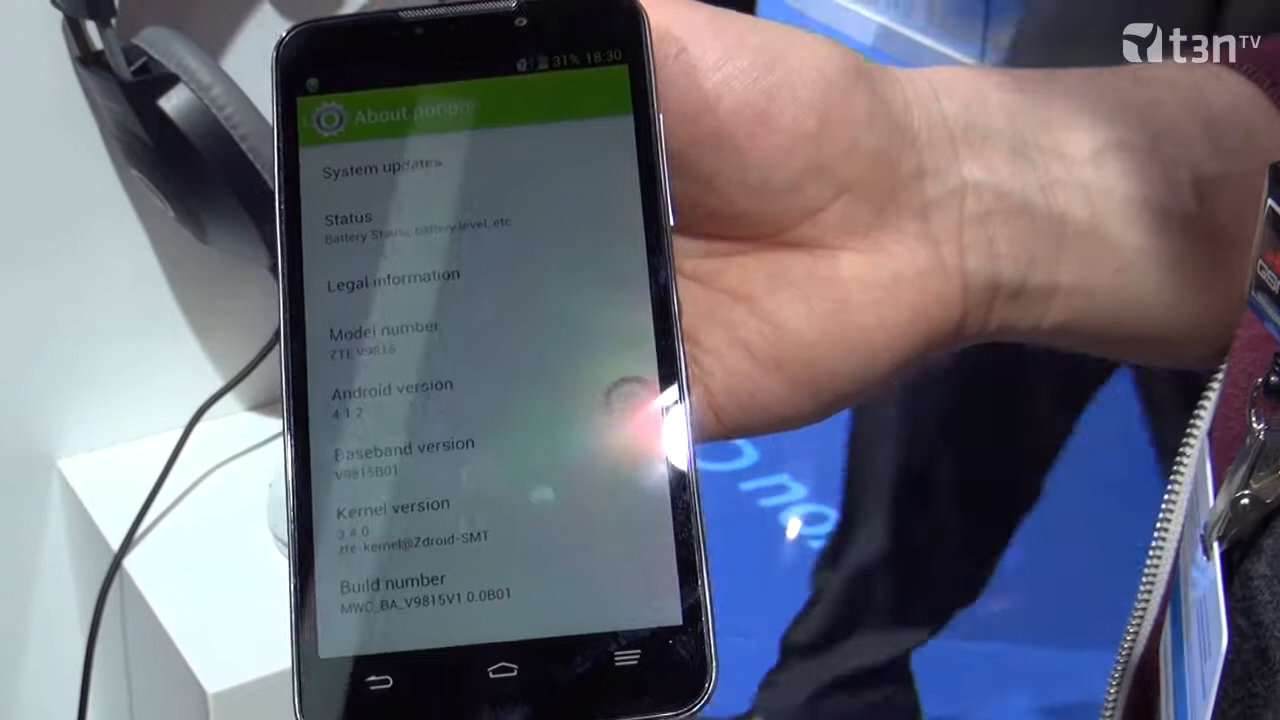 t3n TV
31% 18:30
About
System updates
Status
Battery Status, battery level, etc
Legal information
Model number
ZTE V9815
Android version
4.1.2
Baseband version
V9815B01
Kernel version
3.4.0
zte-kernel@Zdroid-SMT
Build number
MWC_BA_V9815V1.0.0B01